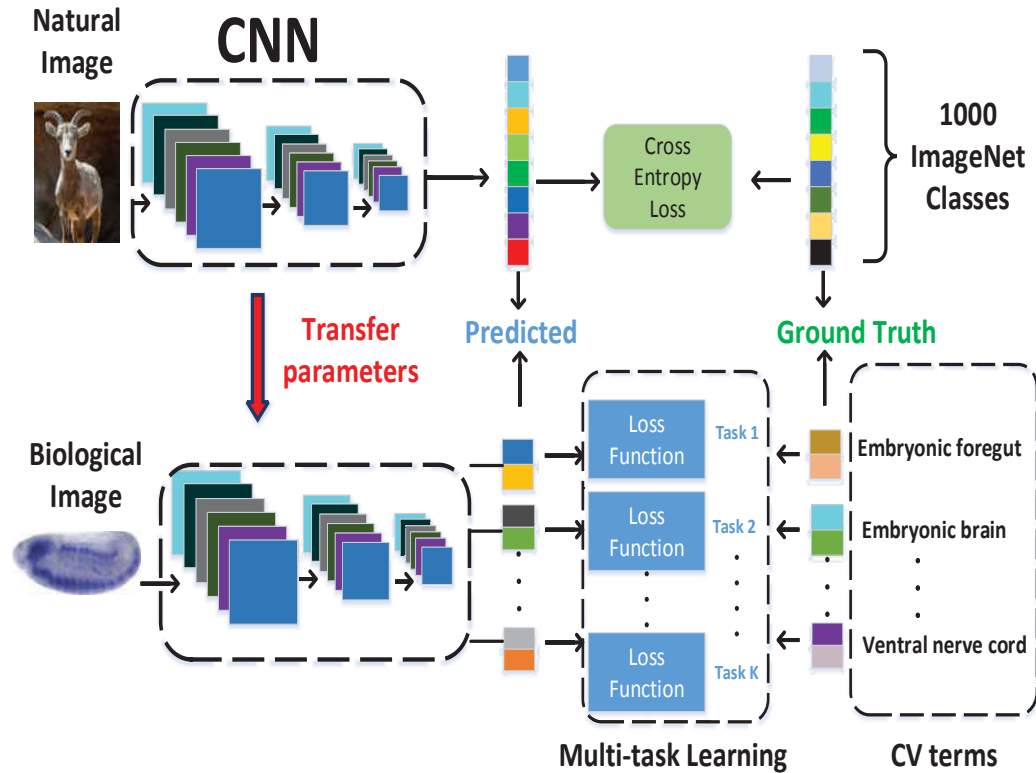 Natural
Image
CNN
Cross
Entropy
Loss
1000
ImageNet
Classes
Transfer
parameters
Predicted
Ground Truth
Biological
Image
Loss
Function
Task 1
Embryonic foregut
Loss
Function
Task 2
Embryonic brain
Loss
Function
Task K
Ventral nerve cord
Multi-task Learning
CV terms